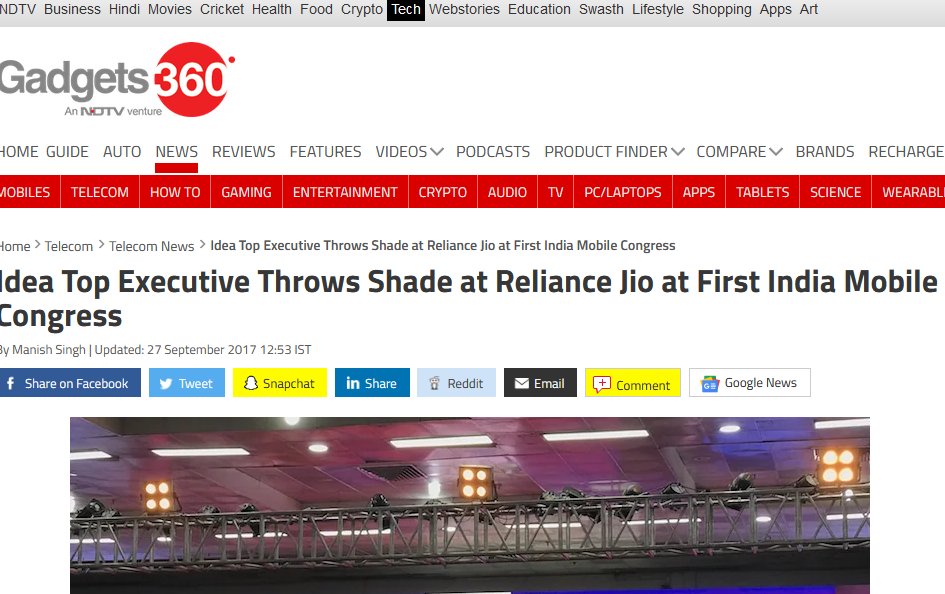 NDTV Business Hindi Movies Cricket Health Food Crypto Tech Webstories Education Swasth Lifestyle Shopping Apps Art
Gadgets 360
An NDTV venture
HOME GUIDE AUTO NEWS REVIEWS FEATURES VIDEOS PODCASTS PRODUCT FINDER COMPARE BRANDS RECHARGE
MOBILES TELECOM HOW TO GAMING ENTERTAINMENT CRYPTO AUDIO TV PC/LAPTOPS APPS TABLETS SCIENCE WEARABL
Home > Telecom > Telecom News > Idea Top Executive Throws Shade at Reliance Jio at First India Mobile Congress
Idea Top Executive Throws Shade at Reliance Jio at First India Mobile
Congress
By Manish Singh | Updated: 27 September 2017 12:53 IST
Share on Facebook Tweet Snapchat Share Reddit Email Comment Google News